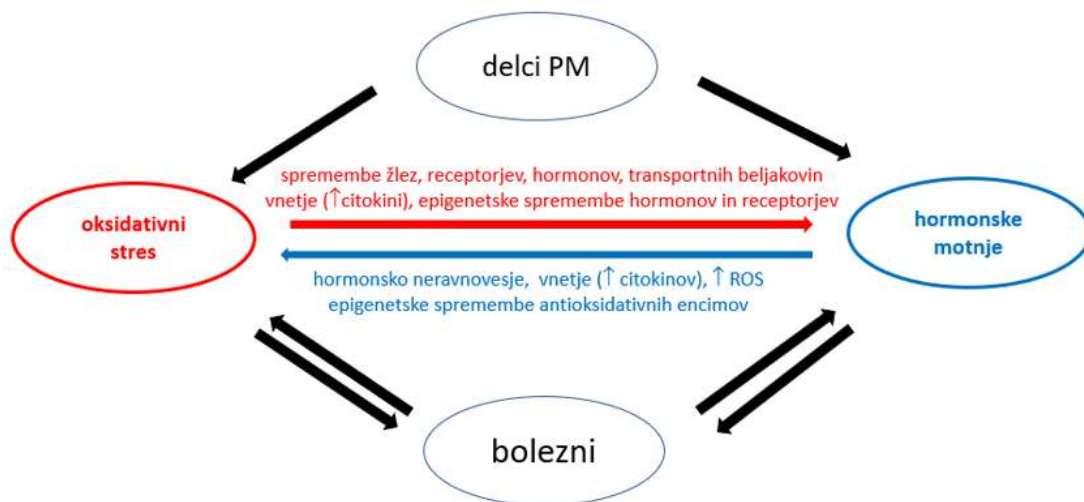 delci PM
spremembe žlez, receptorjev, hormonov, transportnih beljakovin
vnetje (↑citokini), epigenetske spremembe hormonov in receptorjev
oksidativni
stres
hormonske
motnje
hormonsko neravnovesje, vnetje (↑ citokinov), ↑ ROS
epigenetske spremembe antioksidativnih encimov
bolezni